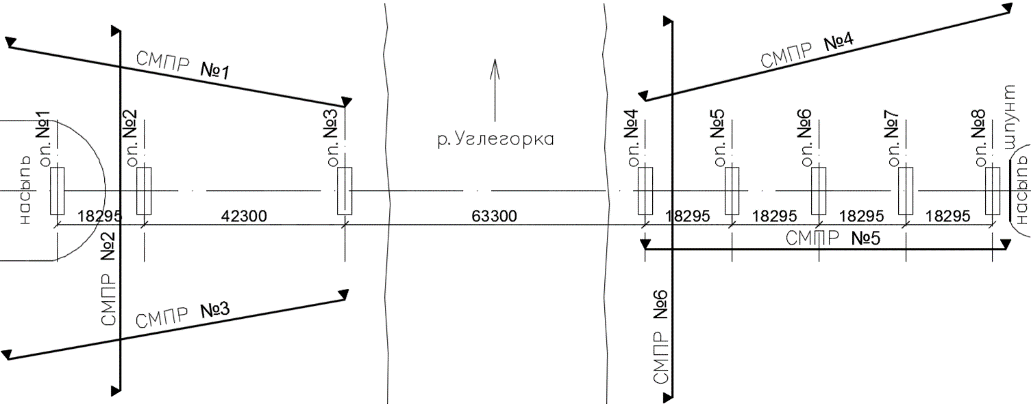 СМПР №1
СМПР №4
оп. №1
оп. №2
оп. №3
р. Углегорка
оп. №4
оп. №5
оп. №6
оп. №7
оп. №8
шпунт
насыпь
насыпь
18295
42300
63300
18295
18295
18295
18295
СМПР №2
СМПР №5
СМПР №3
СМПР №6